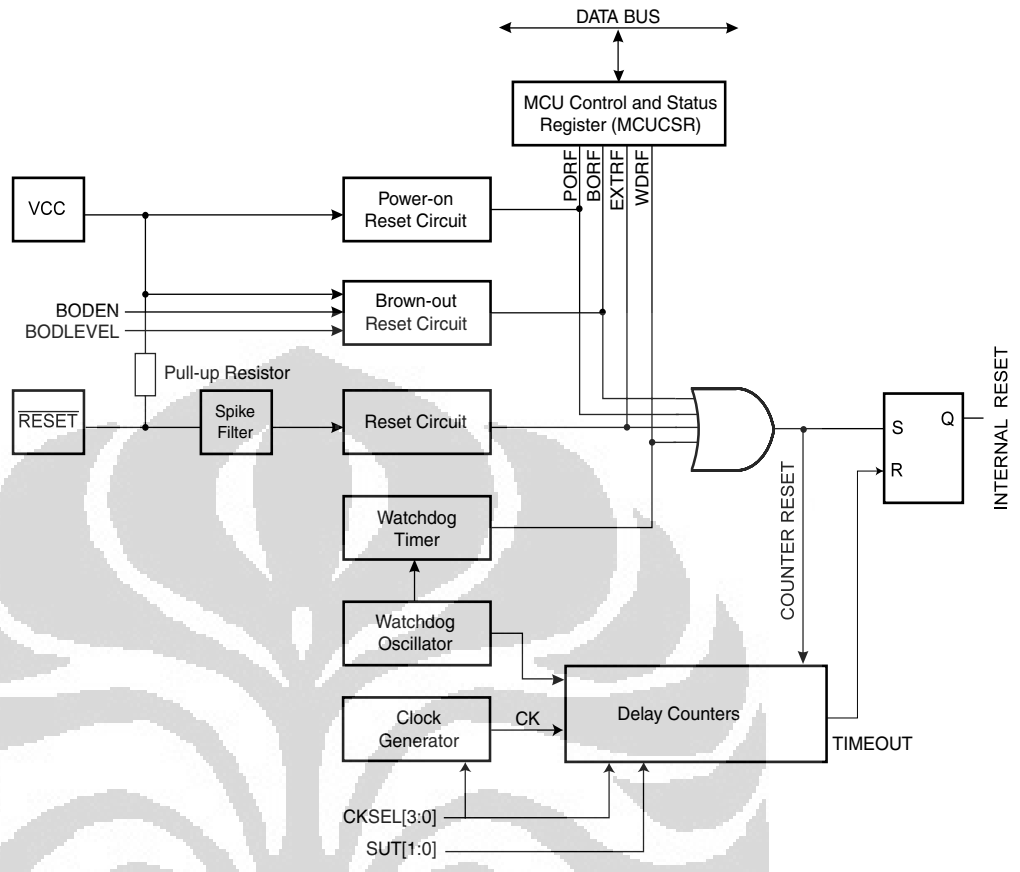 DATA BUS
MCU Control and Status
Register (MCUCSR)
PORF
BORF
EXTRF
WDRF
VCC
Power-on
Reset Circuit
BODEN
BODLEVEL
Brown-out
Reset Circuit
Pull-up Resistor
RESET
Spike
Filter
Reset Circuit
S
Q
R
INTERNAL RESET
Watchdog
Timer
COUNTER RESET
Watchdog
Oscillator
Clock
Generator
CK
Delay Counters
TIMEOUT
CKSEL[3:0]
SUT[1:0]